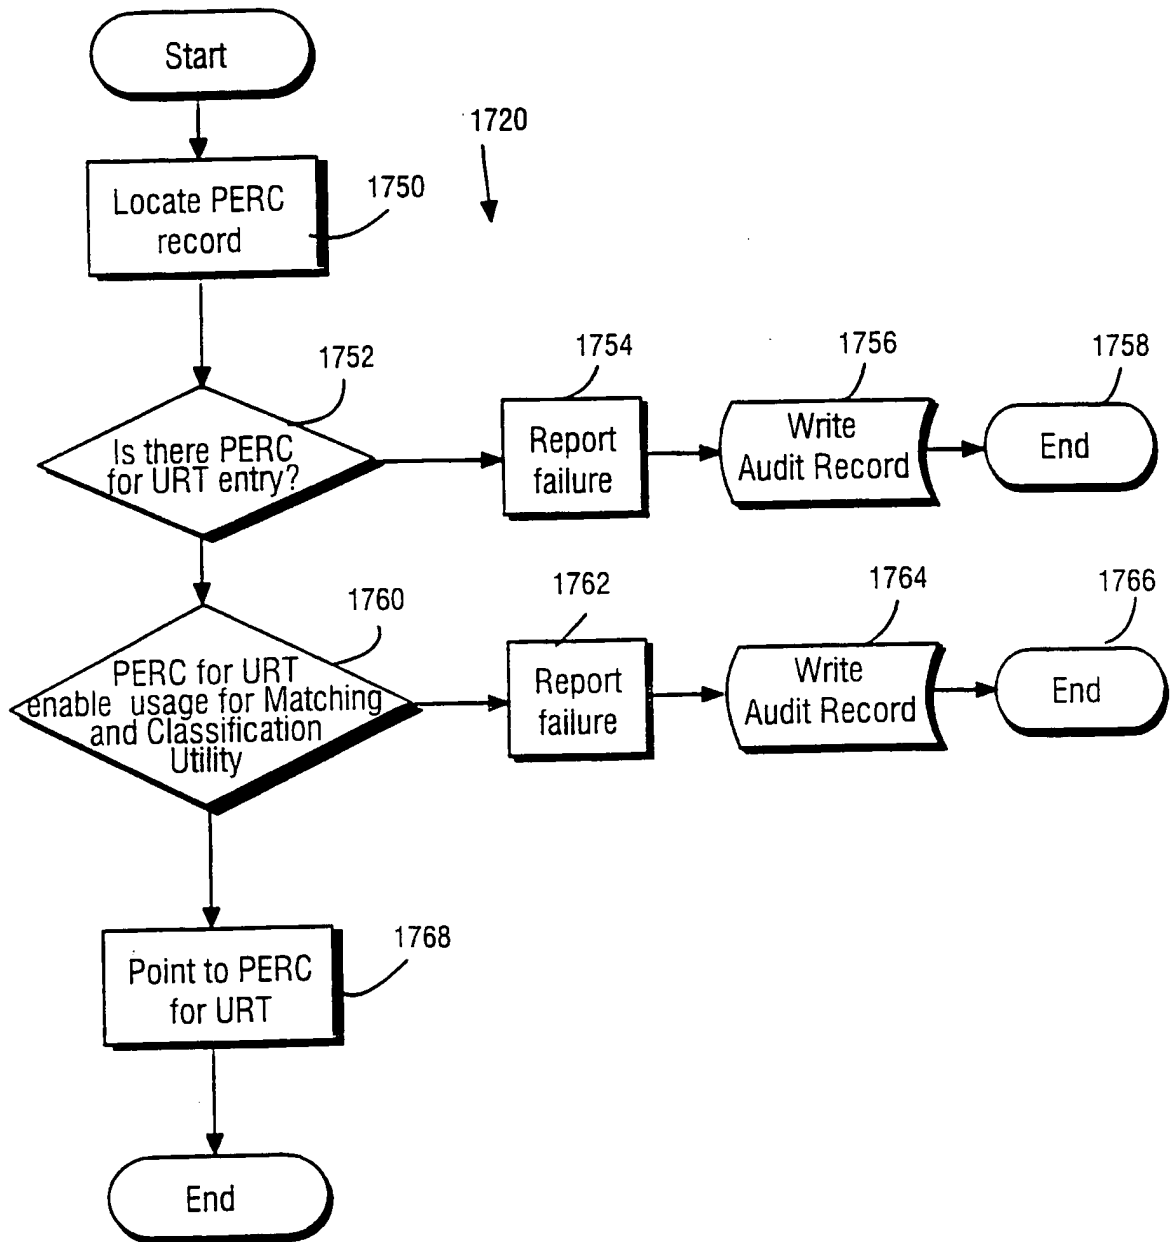 Start
1720
1750
Locate PERC
record
1752
Is there PERC
for URT entry?
1754
Report
failure
1756
Write
Audit Record
1758
End
1760
PERC for URT
enable usage for Matching
and Classification
Utility
1762
Report
failure
1764
Write
Audit Record
1766
End
1768
Point to PERC
for URT
End